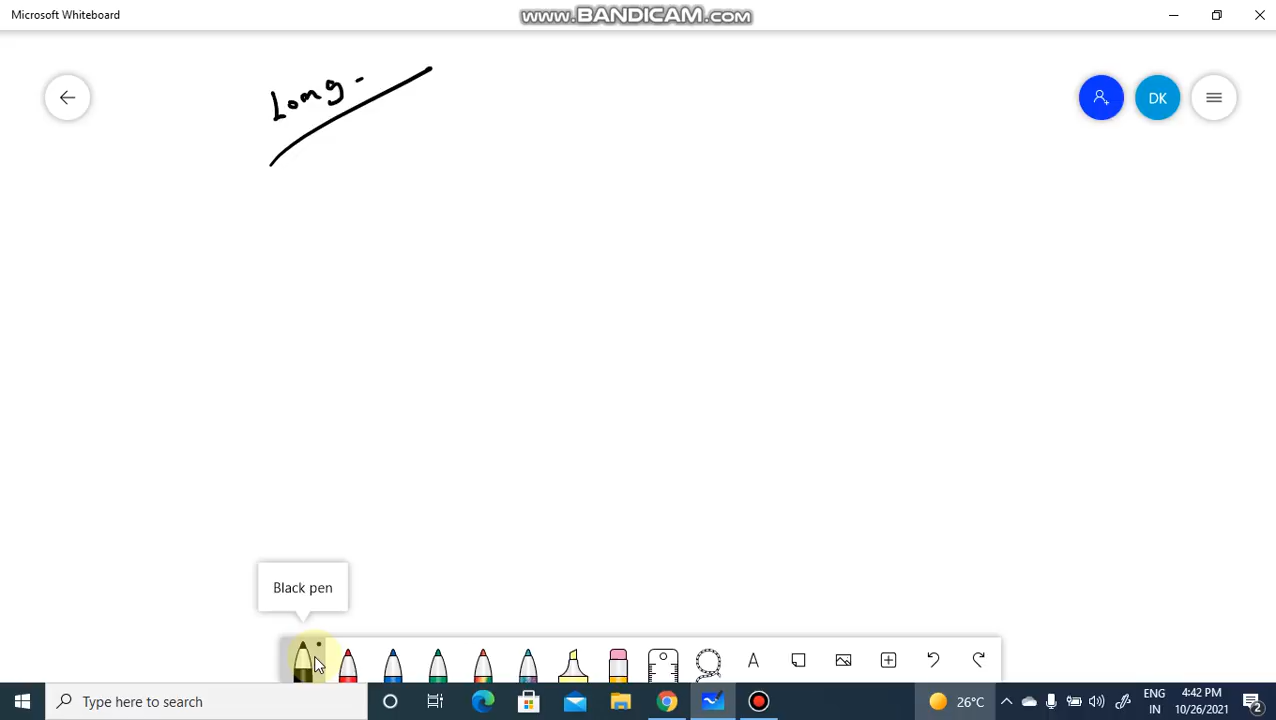 Microsoft Whiteboard
www.BANDICAM.com
Long -
DK
Black pen
A
Type here to search
26°C
ENG
IN
4:42 PM
10/26/2021
2